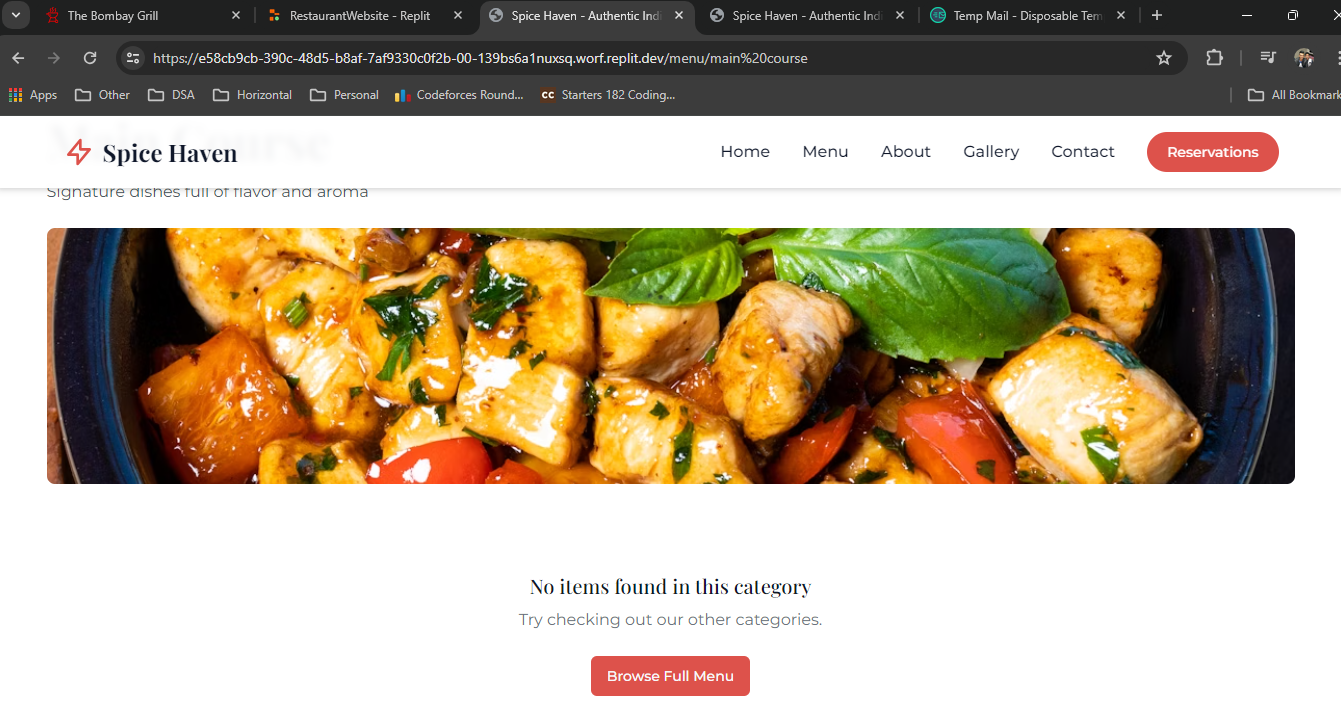 The Bombay Grill
RestaurantWebsite - Replit
Spice Haven - Authentic Indi
Spice Haven - Authentic Indi
Temp Mail - Disposable Tem
https://e58cb9cb-390c-48d5-b8af-7af9330c0f2b-00-139bs6a1nuxsq.worf.replit.dev/menu/main%20course
Apps
Other
DSA
Horizontal
Personal
Codeforces Round...
CC Starters 182 Coding...
All Bookmark
Main Course
Spice Haven
Home
Menu
About
Gallery
Contact
Reservations
Signature dishes full of flavor and aroma
No items found in this category
Try checking out our other categories.
Browse Full Menu